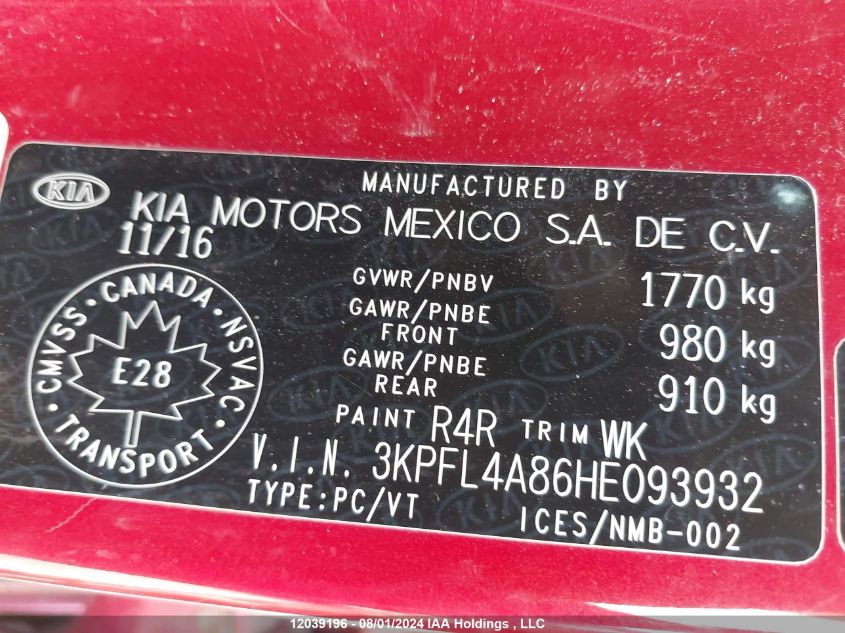 KIA
MANUFACTURED BY
KIA MOTORS MEXICO S.A. DE C.V.
11/16
GVWR/PNBV 1770 kg
GAWR/PNBE FRONT 980 kg
GAWR/PNBE REAR 910 kg
CMVSS · CANADA · NSVAC · TRANSPORT ·
E28
PAINT R4R TRIM WK
V.I.N. 3KPFL4A86HE093932
TYPE:PC/VT ICES/NMB-002
12039196 - 08/01/2024 IAA Holdings , LLC